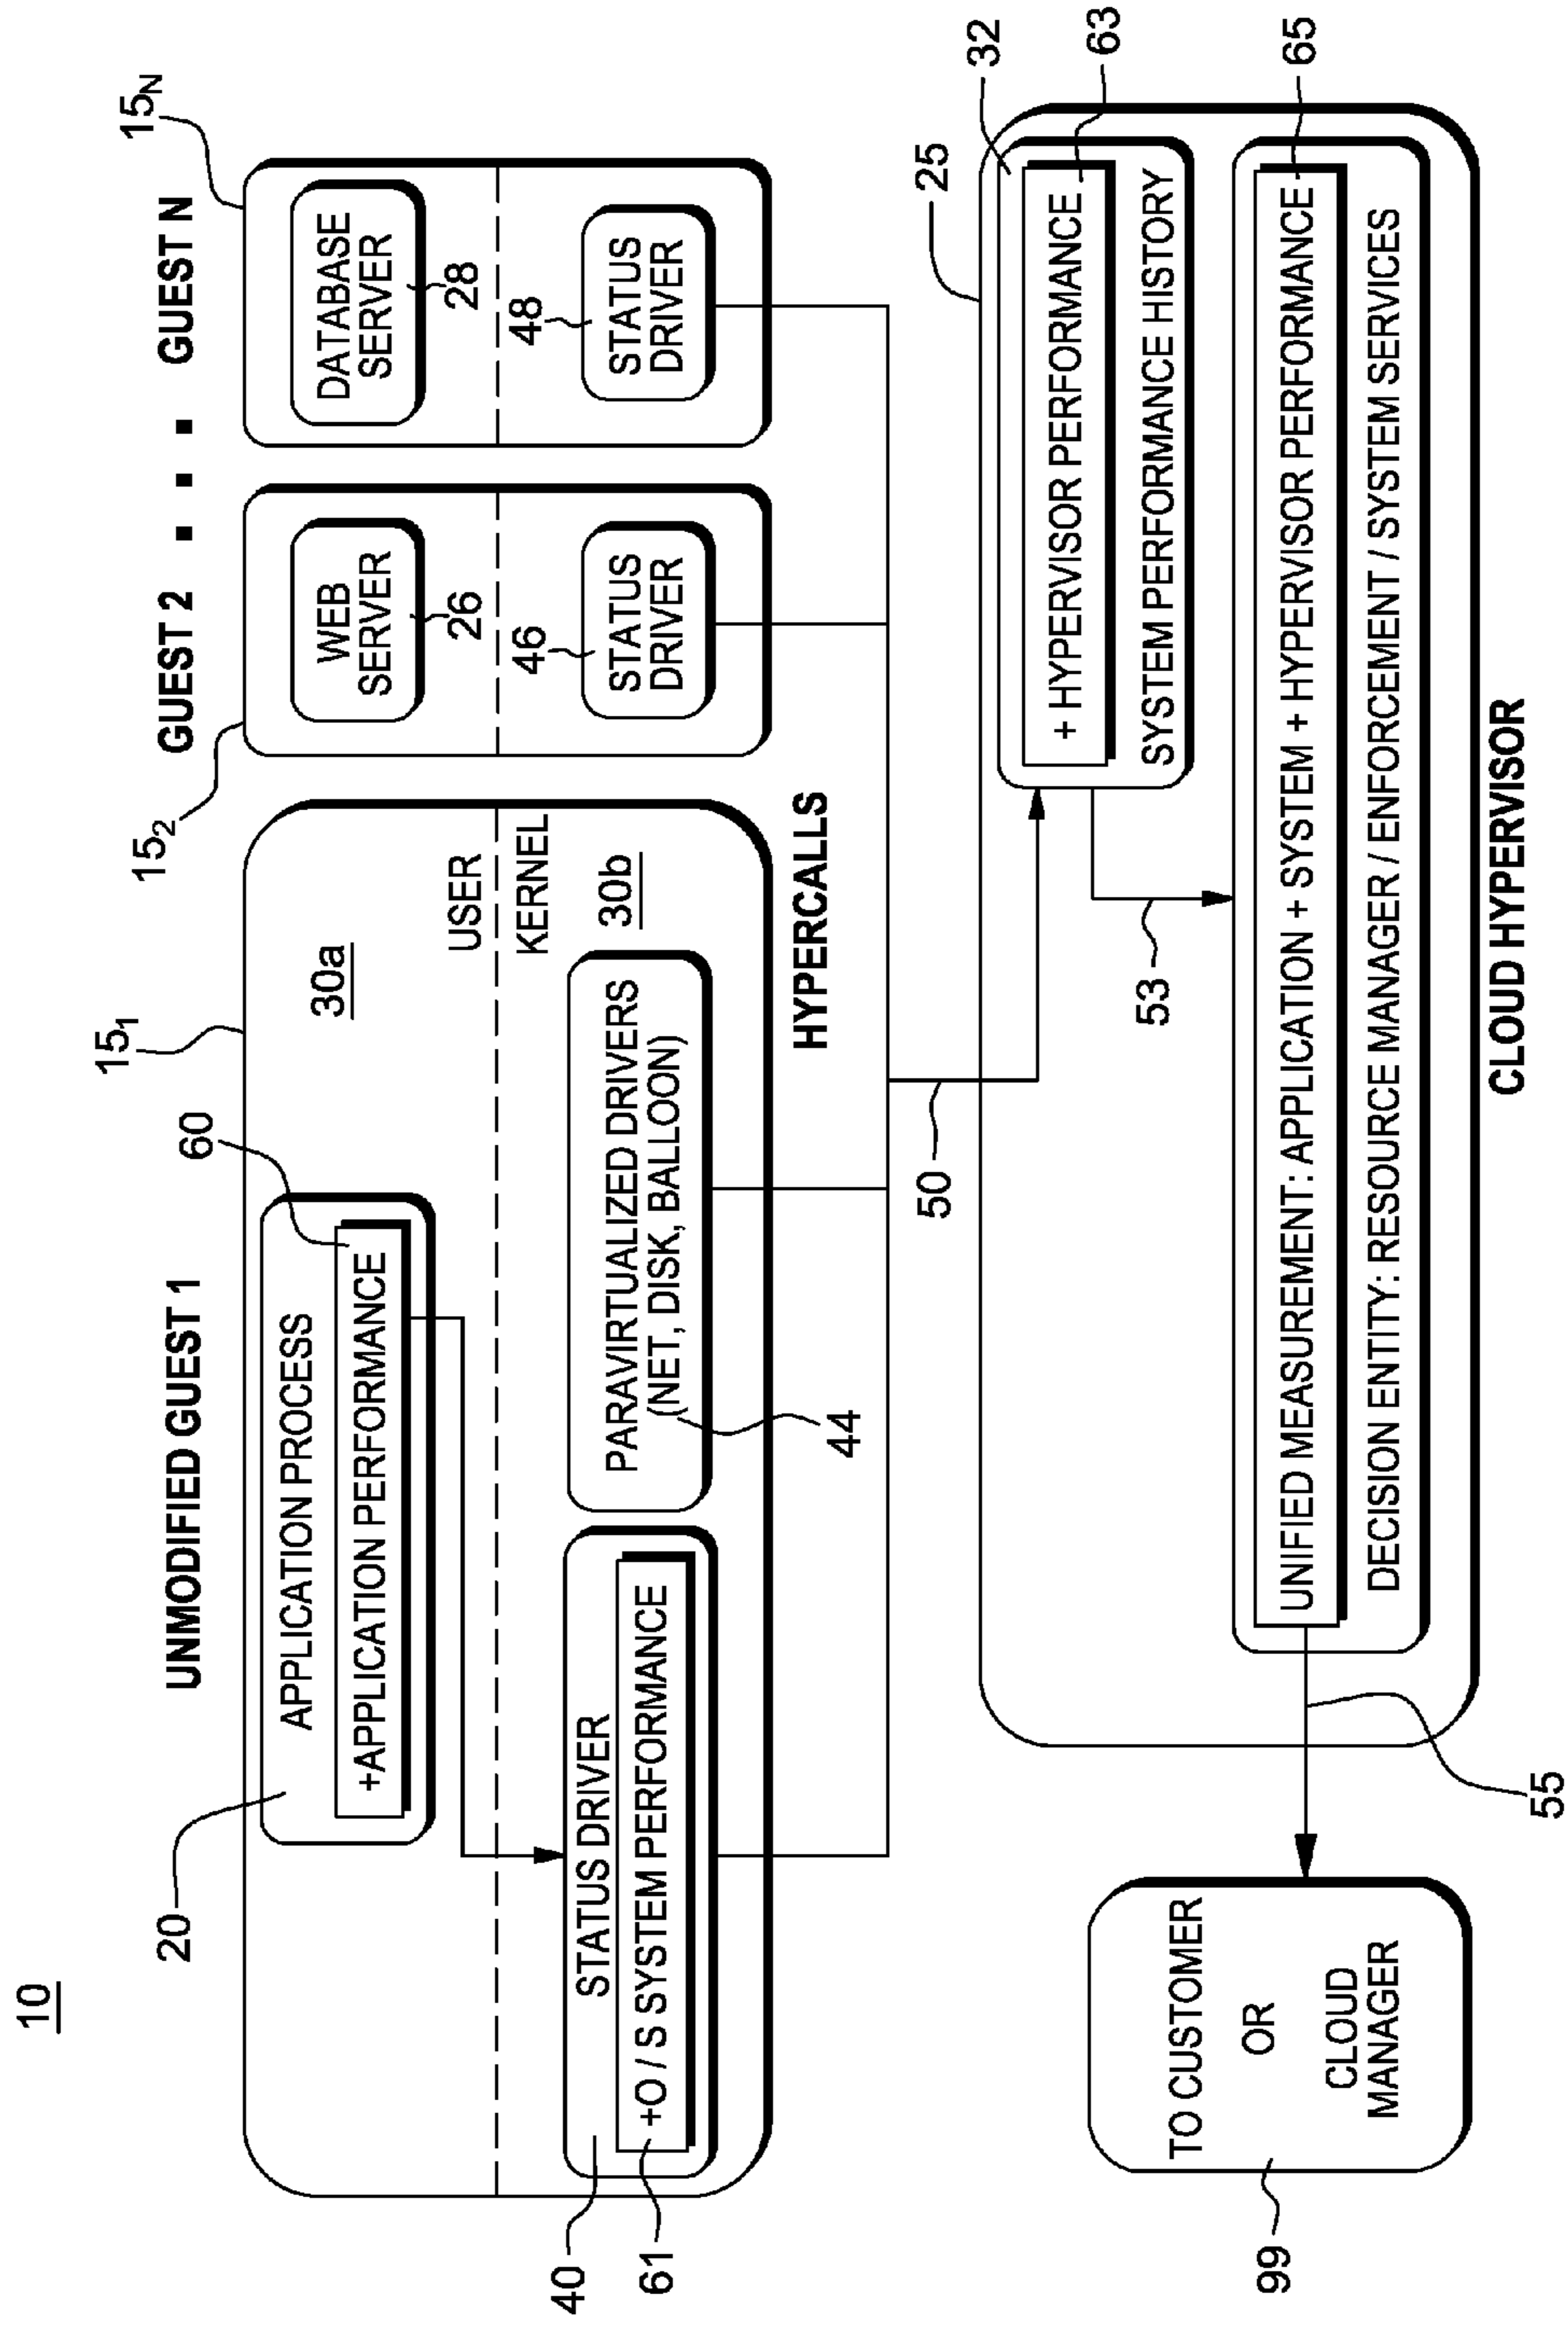 10
UNMODIFIED GUEST 1
GUEST 2
GUEST N
15₁
15₂
15N
20
APPLICATION PROCESS
+APPLICATION PERFORMANCE
60
30a
USER
KERNEL
30b
40
STATUS DRIVER
+O / S SYSTEM PERFORMANCE
61
PARAVIRTUALIZED DRIVERS
(NET, DISK, BALLOON)
44
WEB
SERVER
26
46
STATUS
DRIVER
DATABASE
SERVER
28
48
STATUS
DRIVER
HYPERCALLS
50
25
32
+ HYPERVISOR PERFORMANCE
63
SYSTEM PERFORMANCE HISTORY
53
UNIFIED MEASUREMENT: APPLICATION + SYSTEM + HYPERVISOR PERFORMANCE
65
DECISION ENTITY: RESOURCE MANAGER / ENFORCEMENT / SYSTEM SERVICES
CLOUD HYPERVISOR
55
TO CUSTOMER
OR
CLOUD
MANAGER
99